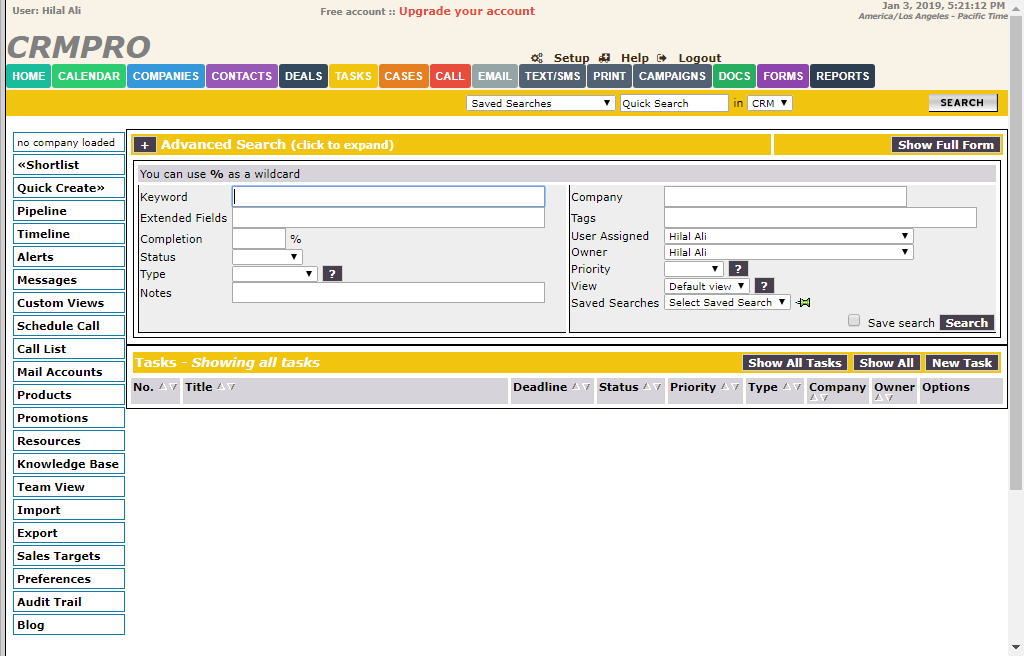 User: Hilal Ali
Free account :: Upgrade your account
Jan 3, 2019, 5:21:12 PM
America/Los Angeles - Pacific Time
CRMPRO
Setup Help Logout
HOME CALENDAR COMPANIES CONTACTS DEALS TASKS CASES CALL EMAIL TEXT/SMS PRINT CAMPAIGNS DOCS FORMS REPORTS
Saved Searches Quick Search in CRM SEARCH
no company loaded
«Shortlist
Quick Create»
Pipeline
Timeline
Alerts
Messages
Custom Views
Schedule Call
Call List
Mail Accounts
Products
Promotions
Resources
Knowledge Base
Team View
Import
Export
Sales Targets
Preferences
Audit Trail
Blog
+ Advanced Search (click to expand) Show Full Form
You can use % as a wildcard
Keyword
Extended Fields
Completion %
Status
Type ?
Notes
Company
Tags
User Assigned Hilal Ali
Owner Hilal Ali
Priority ?
View Default view ?
Saved Searches Select Saved Search
Save search Search
Tasks - Showing all tasks Show All Tasks Show All New Task
No. Title Deadline Status Priority Type Company Owner Options